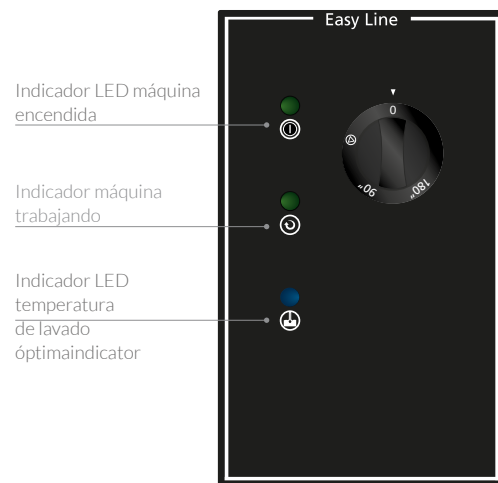 Easy Line
Indicador LED máquina
encendida
0
90"
180"
Indicador máquina
trabajando
Indicador LED
temperatura
de lavado
óptimaindicator